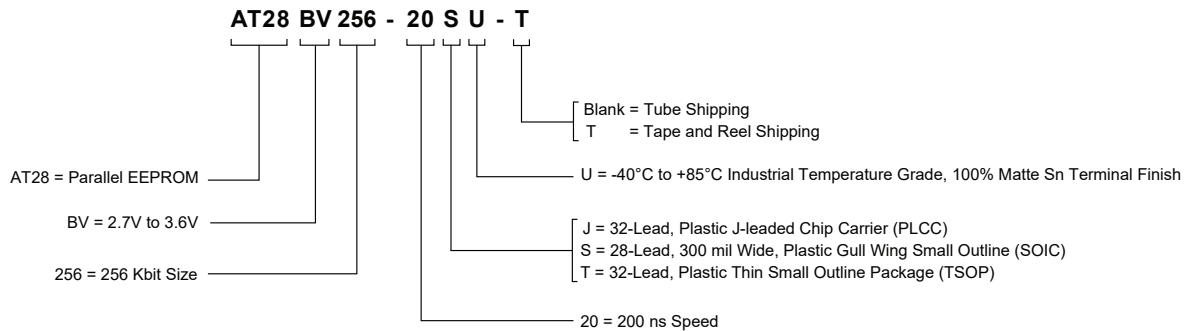 AT28 BV 256 - 20 S U - T
Blank = Tube Shipping
T = Tape and Reel Shipping
AT28 = Parallel EEPROM
U = -40°C to +85°C Industrial Temperature Grade, 100% Matte Sn Terminal Finish
BV = 2.7V to 3.6V
J = 32-Lead, Plastic J-leaded Chip Carrier (PLCC)
S = 28-Lead, 300 mil Wide, Plastic Gull Wing Small Outline (SOIC)
T = 32-Lead, Plastic Thin Small Outline Package (TSOP)
256 = 256 Kbit Size
20 = 200 ns Speed